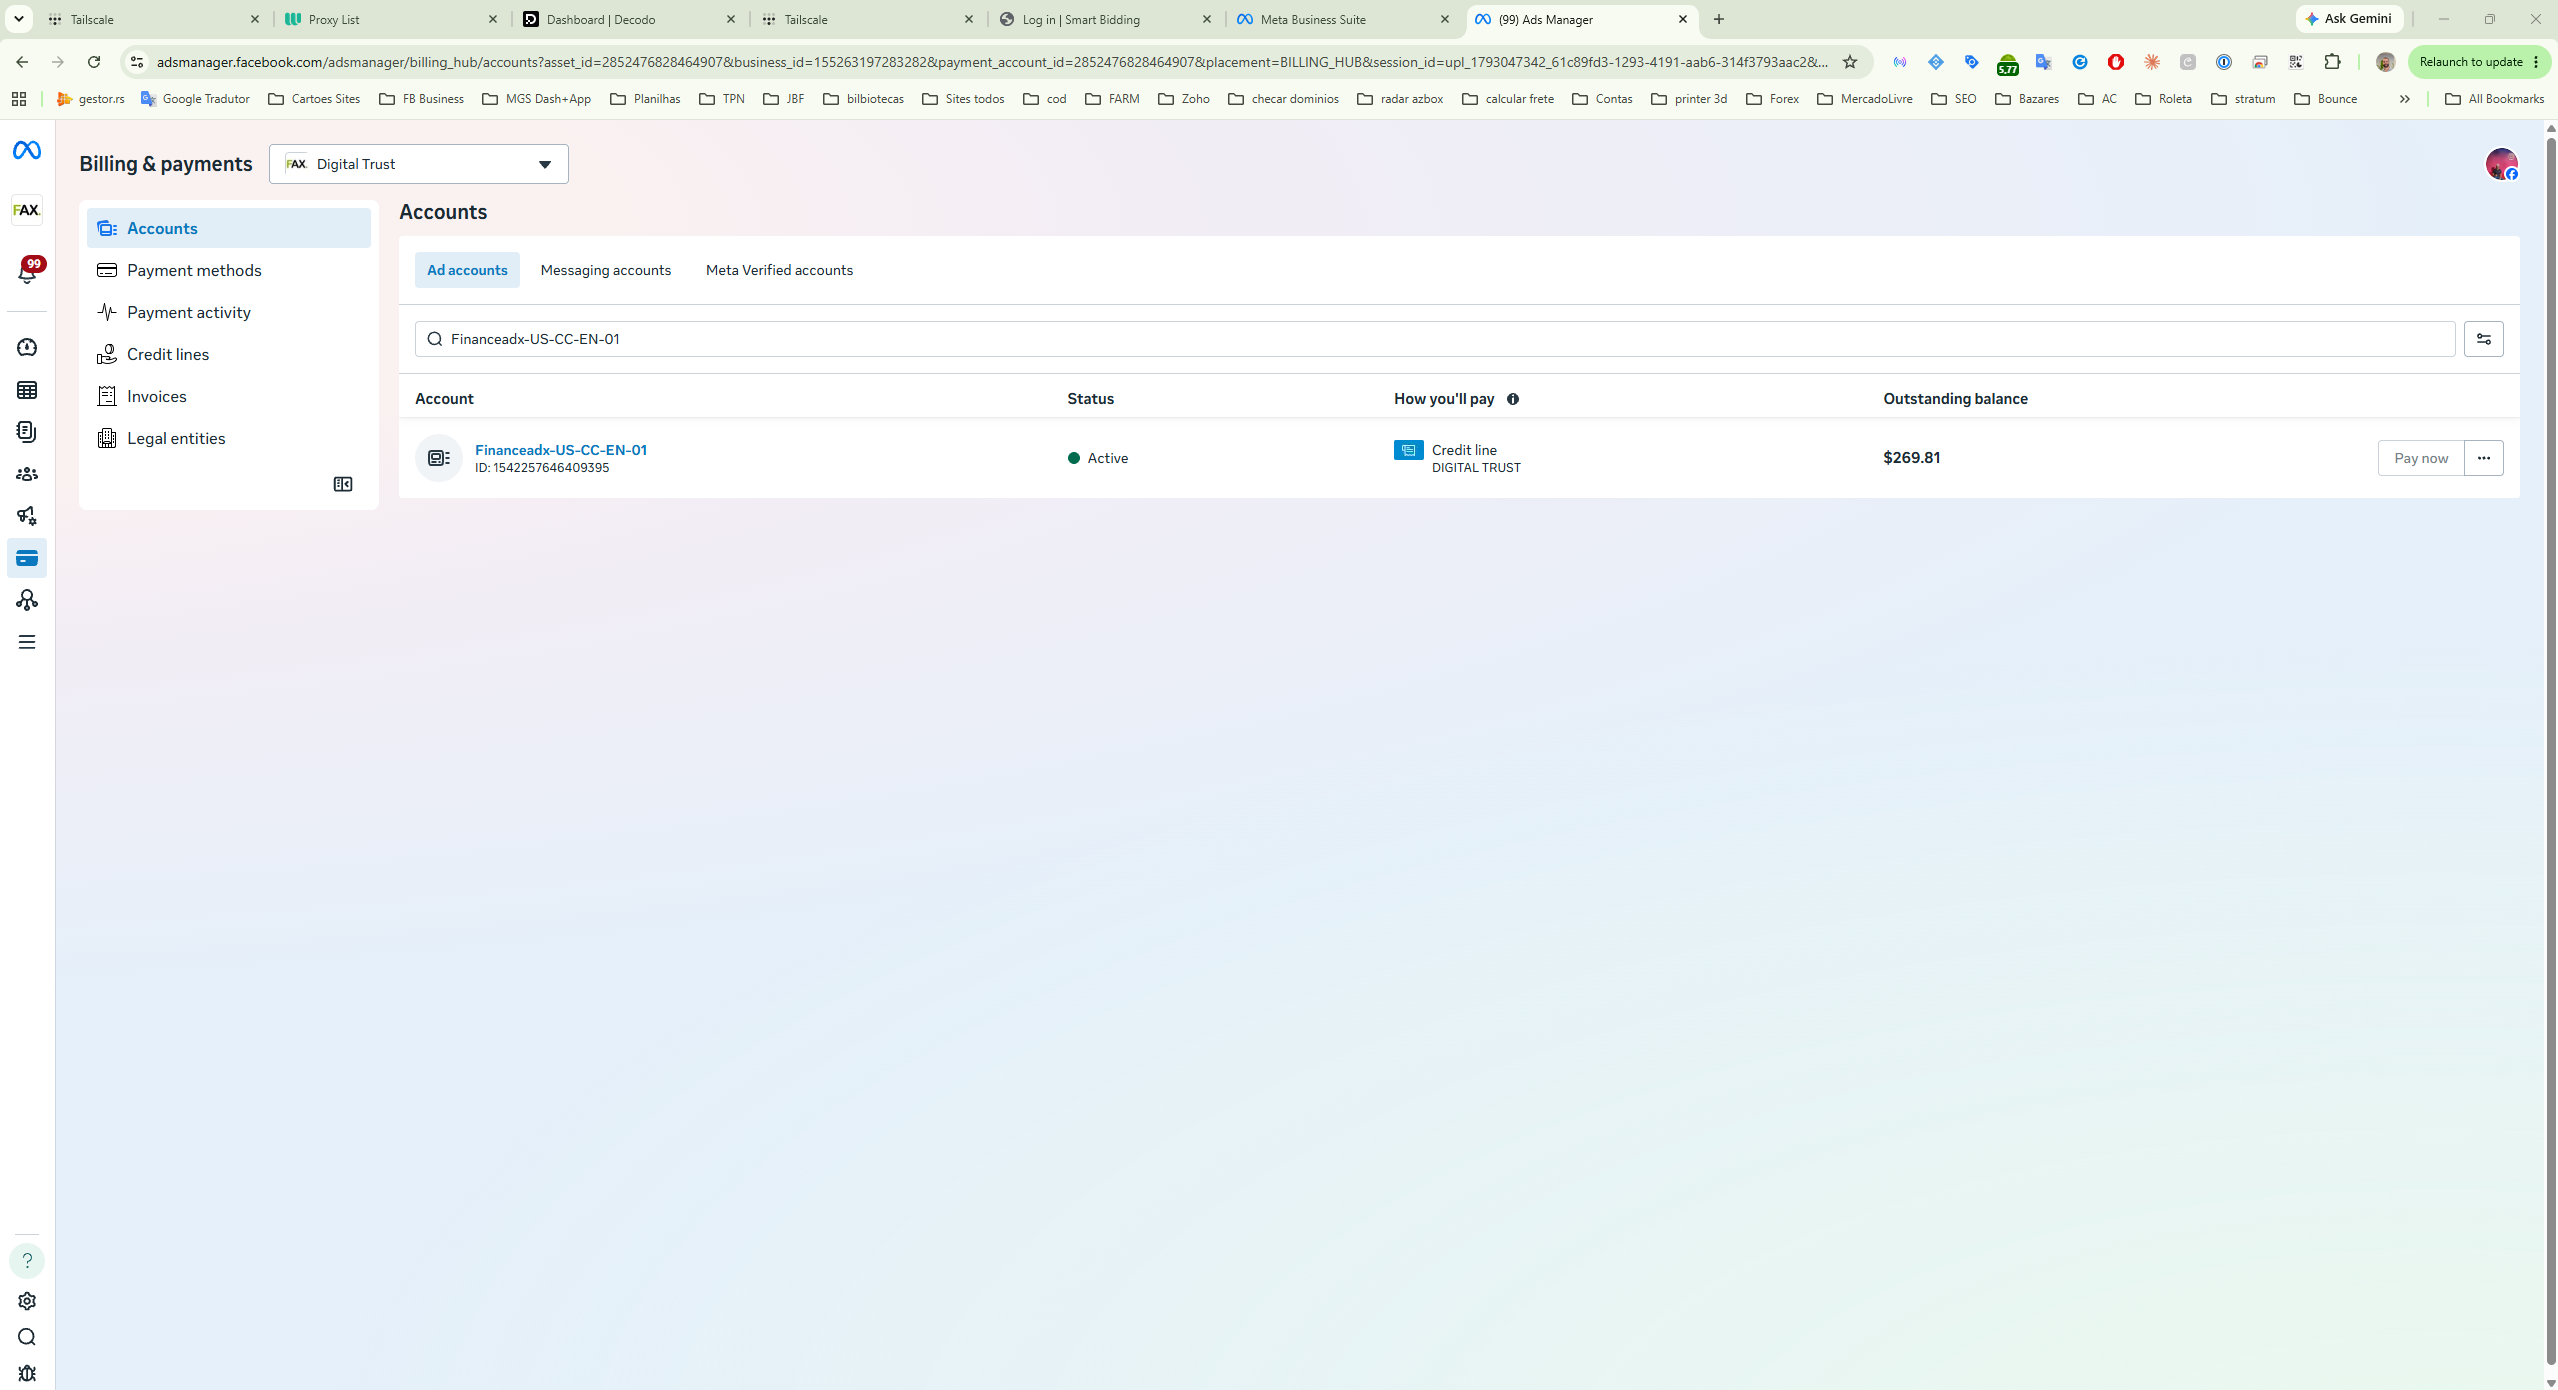 Tailscale
Proxy List
Dashboard | Decodo
Tailscale
Log in | Smart Bidding
Meta Business Suite
(99) Ads Manager
Ask Gemini
adsmanager.facebook.com/adsmanager/billing_hub/accounts?asset_id=2852476828464907&business_id=155263197283282&payment_account_id=2852476828464907&placement=BILLING_HUB&session_id=upl_1793047342_61c89fd3-1293-4191-aab6-314f3793aac2&...
5,77
Relaunch to update
gestor.rs
Google Tradutor
Cartoes Sites
FB Business
MGS Dash+App
Planilhas
TPN
JBF
bilbiotecas
Sites todos
cod
FARM
Zoho
checar dominios
radar azbox
calcular frete
Contas
printer 3d
Forex
MercadoLivre
SEO
Bazares
AC
Roleta
stratum
Bounce
All Bookmarks
Billing & payments
FAX. Digital Trust
FAX.
99
Accounts
Payment methods
Payment activity
Credit lines
Invoices
Legal entities
Accounts
Ad accounts
Messaging accounts
Meta Verified accounts
Financeadx-US-CC-EN-01
Account
Status
How you'll pay
Outstanding balance
Financeadx-US-CC-EN-01
ID: 1542257646409395
Active
Credit line
DIGITAL TRUST
$269.81
Pay now